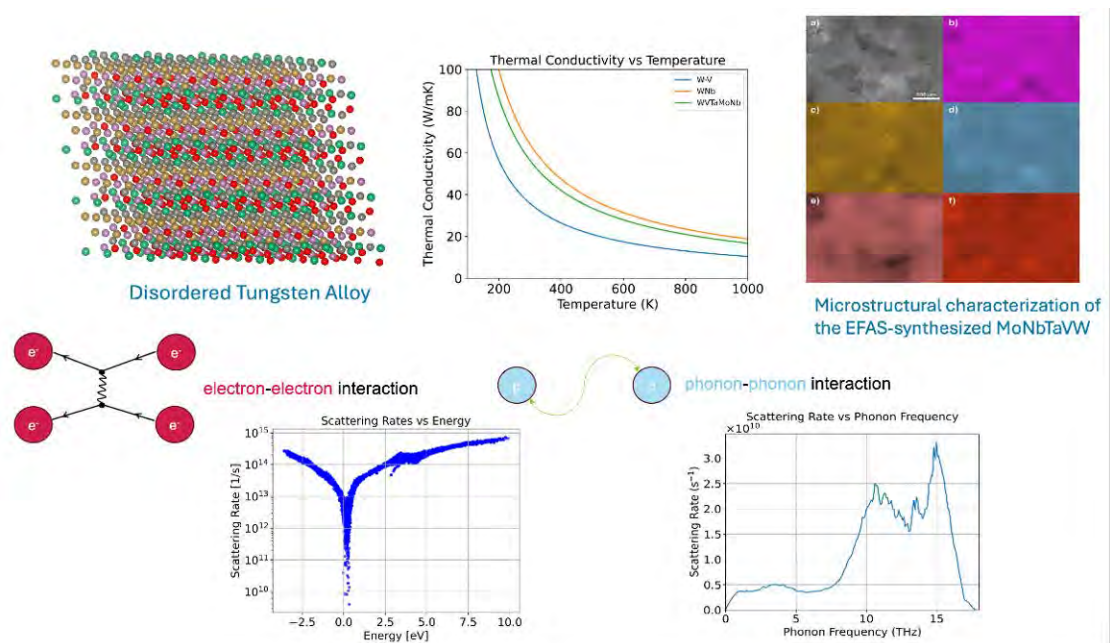 Disordered Tungsten Alloy
Thermal Conductivity vs Temperature
Thermal Conductivity (W/mK)
100
80
60
40
20
0
W-V
WNb
WVTaMoNb
200
400
600
800
1000
Temperature (K)
a)
b)
c)
d)
e)
f)
Microstructural characterization of
the EFAS-synthesized MoNbTaVW
e-
e-
e-
e-
electron-electron interaction
phonon-phonon interaction
Scattering Rates vs Energy
Scattering Rate [1/s]
10¹⁵
10¹⁴
10¹³
10¹²
10¹¹
10¹⁰
−2.5
0.0
2.5
5.0
7.5
10.0
Energy [eV]
Scattering Rate vs Phonon Frequency
×10¹⁰
Scattering Rate (s⁻¹)
3.0
2.5
2.0
1.5
1.0
0.5
0.0
0
5
10
15
Phonon Frequency (THz)